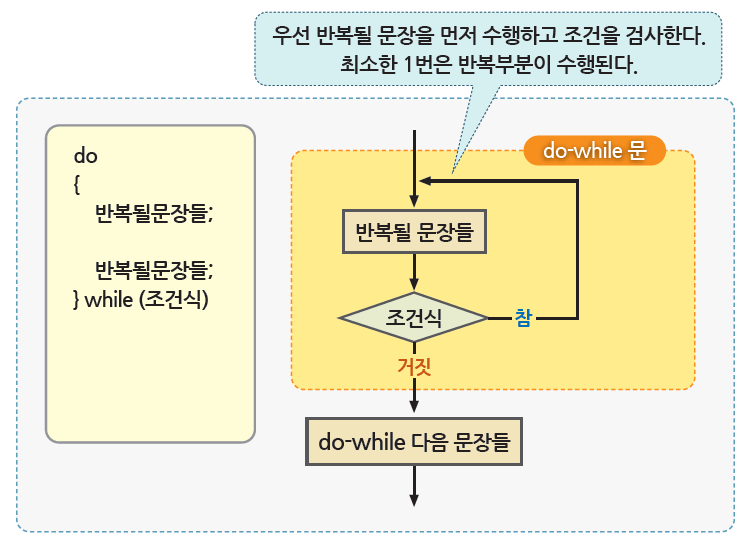 우선 반복될 문장을 먼저 수행하고 조건을 검사한다.
최소한 1번은 반복부분이 수행된다.
do
{
반복될문장들;
반복될문장들;
} while (조건식)
do-while 문
반복될 문장들
조건식
참
거짓
do-while 다음 문장들